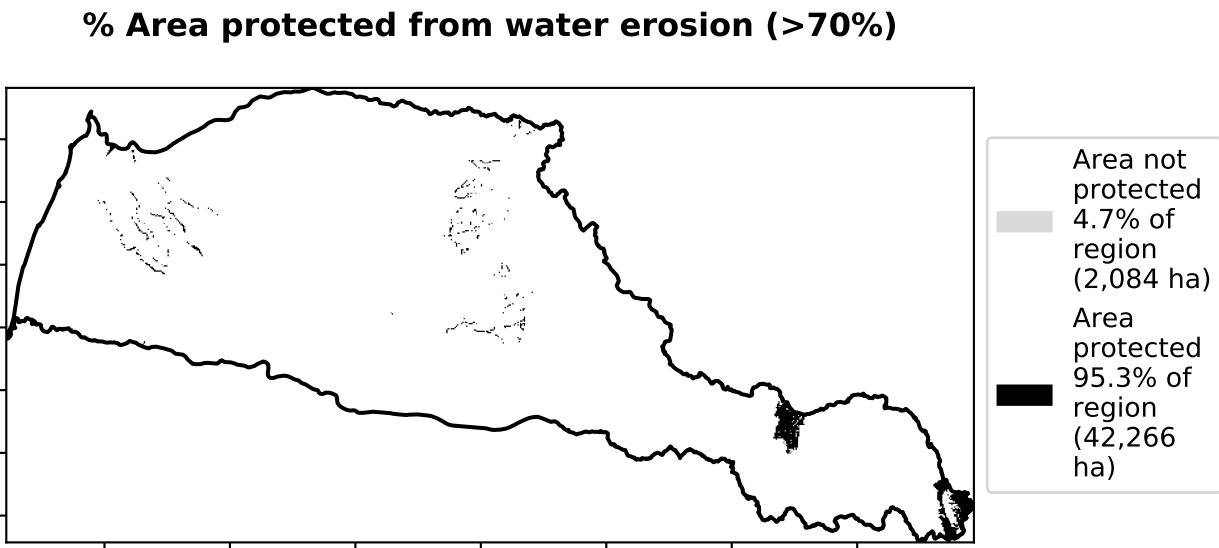 % Area protected from water erosion (>70%)
Area not
protected
4.7% of
region
(2,084 ha)
Area
protected
95.3% of
region
(42,266
ha)